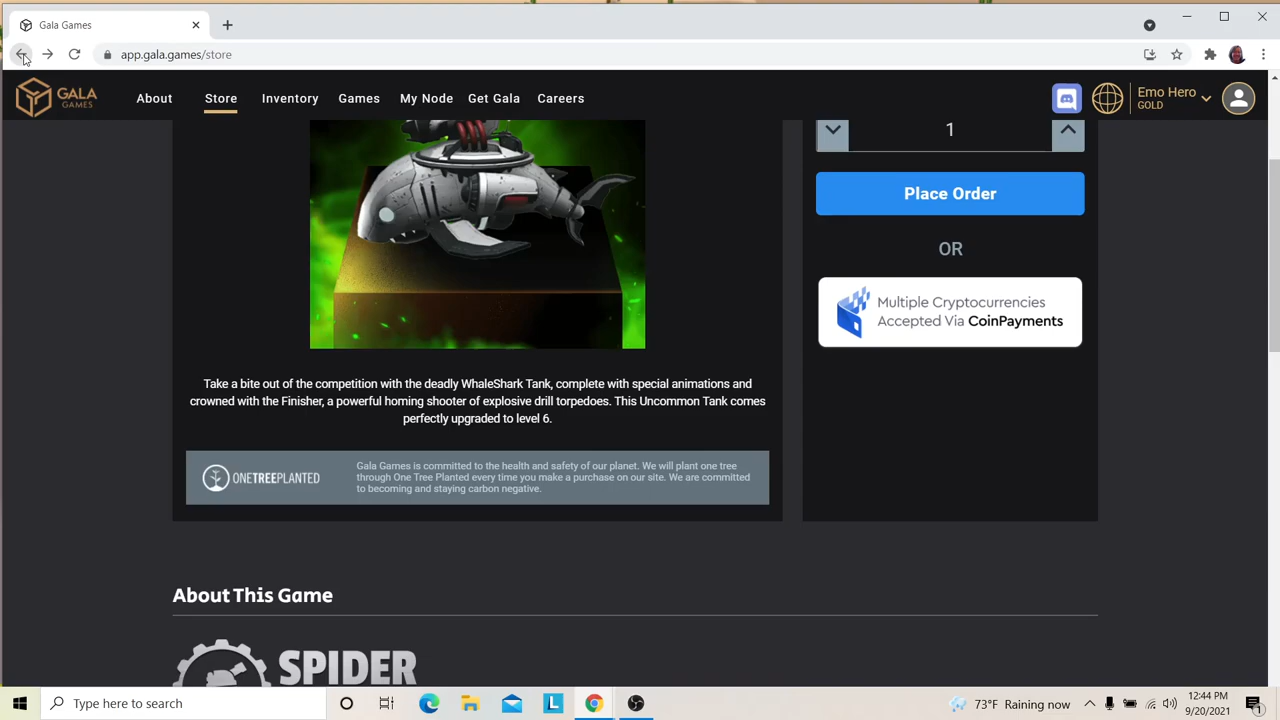 Gala Games
app.gala.games/store
GALA GAMES
About
Store
Inventory
Games
My Node
Get Gala
Careers
Emo Hero
GOLD
1
Place Order
OR
Multiple Cryptocurrencies
Accepted Via CoinPayments
Take a bite out of the competition with the deadly WhaleShark Tank, complete with special animations and
crowned with the Finisher, a powerful homing shooter of explosive drill torpedoes. This Uncommon Tank comes
perfectly upgraded to level 6.
ONETREEPLANTED
Gala Games is committed to the health and safety of our planet. We will plant one tree
through One Tree Planted every time you make a purchase on our site. We are committed
to becoming and staying carbon negative.
About This Game
SPIDER
Type here to search
L
73°F Raining now
12:44 PM
9/20/2021
1